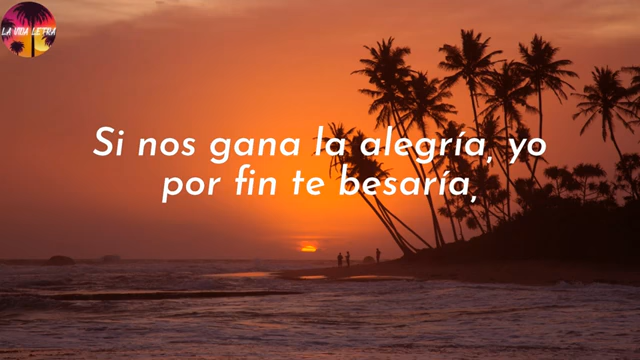 LA VIDA LETRA
Si nos gana la alegría, yo
por fin te besaría,